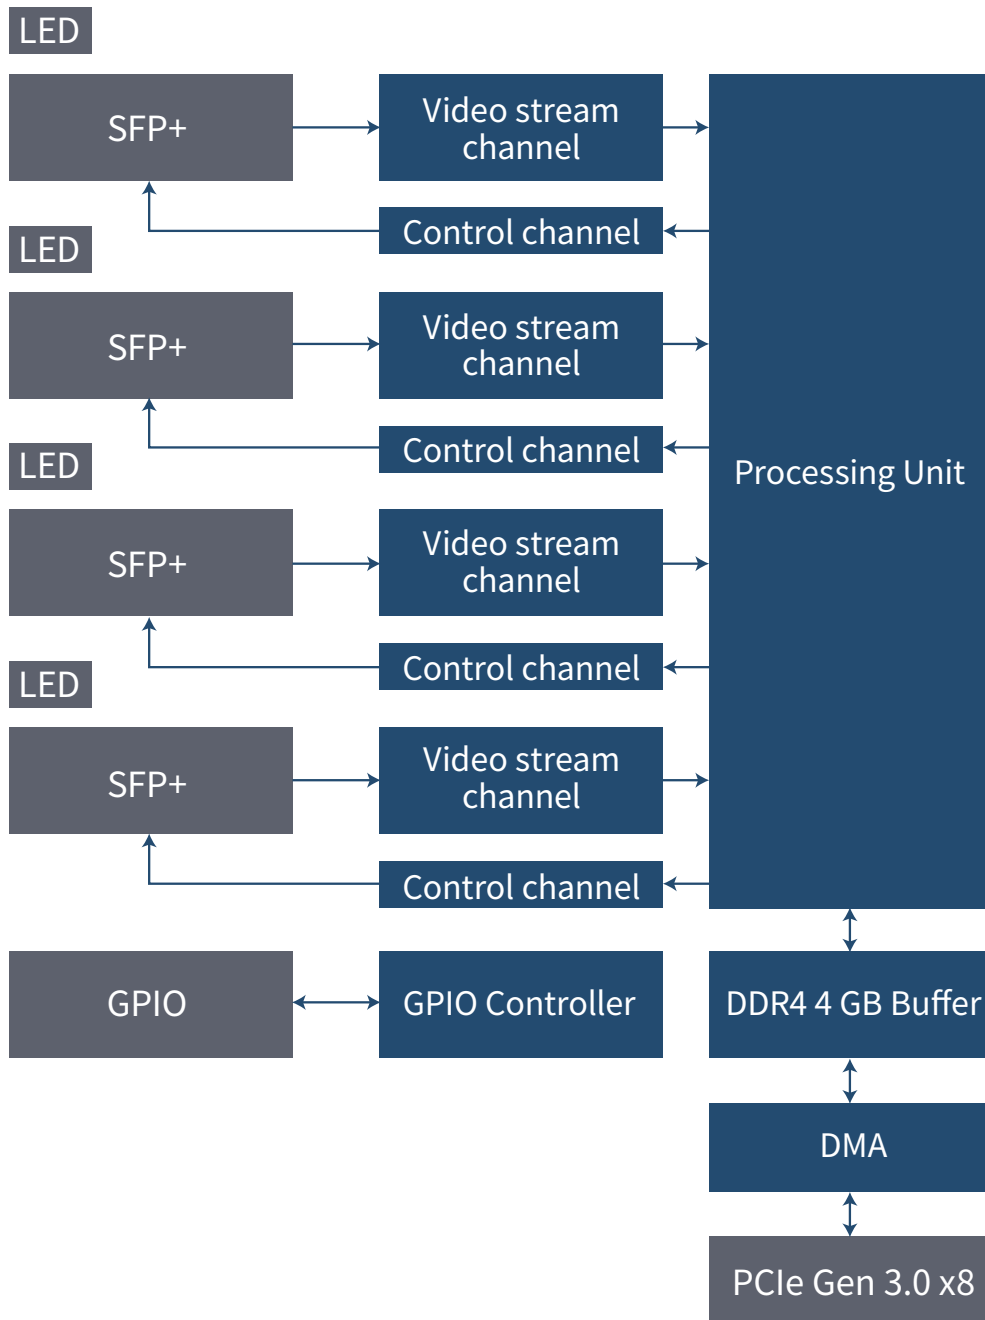 LED
SFP+
Video stream
channel
Control channel
LED
SFP+
Video stream
channel
Control channel
Processing Unit
LED
SFP+
Video stream
channel
Control channel
LED
SFP+
Video stream
channel
Control channel
GPIO
GPIO Controller
DDR4 4 GB Buffer
DMA
PCIe Gen 3.0 x8